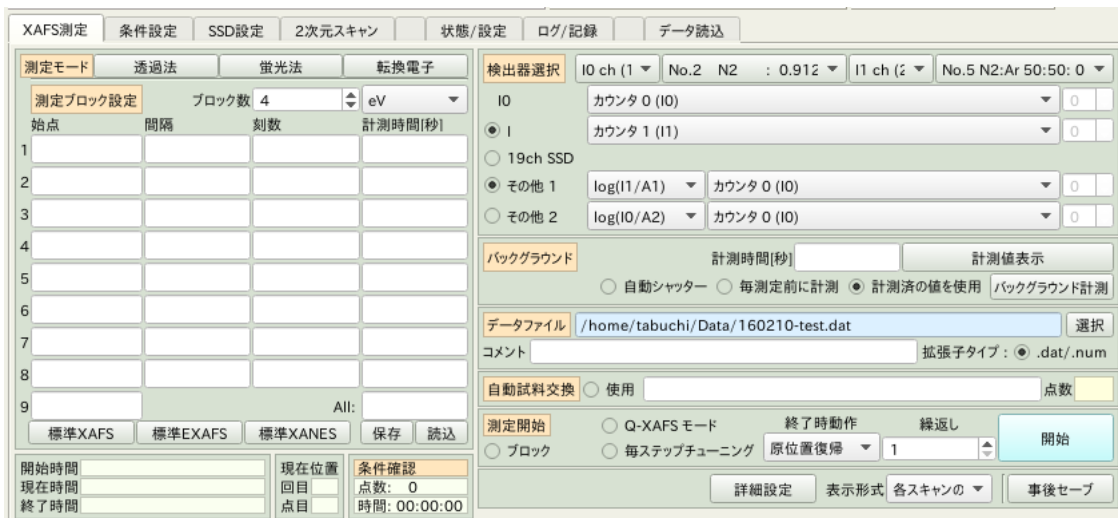 XAFS測定 条件設定 SSD設定 2次元スキャン 状態/設定 ログ/記録 データ読込
測定モード 透過法 蛍光法 転換電子
測定ブロック設定 ブロック数 4 eV
始点 間隔 刻数 計測時間[秒]
1
2
3
4
5
6
7
8
9 All:
標準XAFS 標準EXAFS 標準XANES 保存 読込
開始時間
現在時間
終了時間
現在位置
回目
点目
条件確認
点数: 0
時間: 00:00:00
検出器選択 I0 ch (1 No.2 N2 : 0.912 I1 ch (2 No.5 N2:Ar 50:50: 0
I0 カウンタ 0 (I0) 0
I カウンタ 1 (I1) 0
19ch SSD
その他 1 log(I1/A1) カウンタ 0 (I0) 0
その他 2 log(I0/A2) カウンタ 0 (I0) 0
バックグラウンド 計測時間[秒] 計測値表示
自動シャッター 毎測定前に計測 計測済の値を使用 バックグラウンド計測
データファイル /home/tabuchi/Data/160210-test.dat 選択
コメント 拡張子タイプ : .dat/.num
自動試料交換 使用 点数
測定開始 Q-XAFS モード 終了時動作 繰返し 開始
ブロック 毎ステップチューニング 原位置復帰 1
詳細設定 表示形式 各スキャンの 事後セーブ